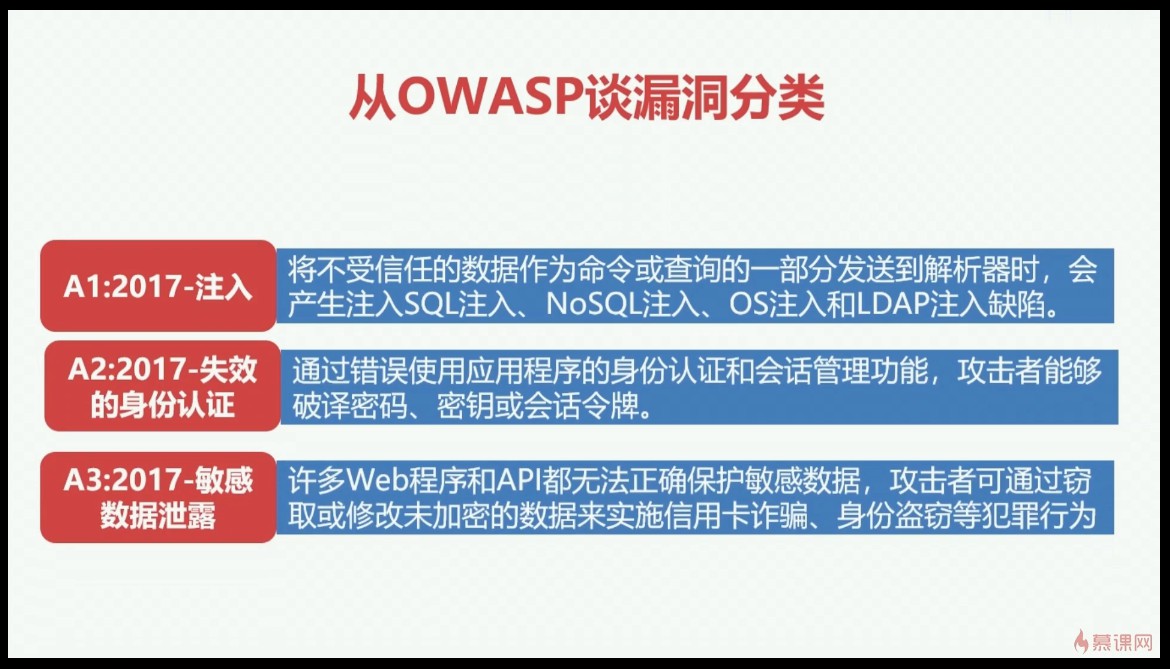 从OWASP谈漏洞分类
A1:2017-注入
将不受信任的数据作为命令或查询的一部分发送到解析器时，会
产生注入SQL注入、NoSQL注入、OS注入和LDAP注入缺陷。
A2:2017-失效
的身份认证
通过错误使用应用程序的身份认证和会话管理功能，攻击者能够
破译密码、密钥或会话令牌。
A3:2017-敏感
数据泄露
许多Web程序和API都无法正确保护敏感数据，攻击者可通过窃
取或修改未加密的数据来实施信用卡诈骗、身份盗窃等犯罪行为
慕课网